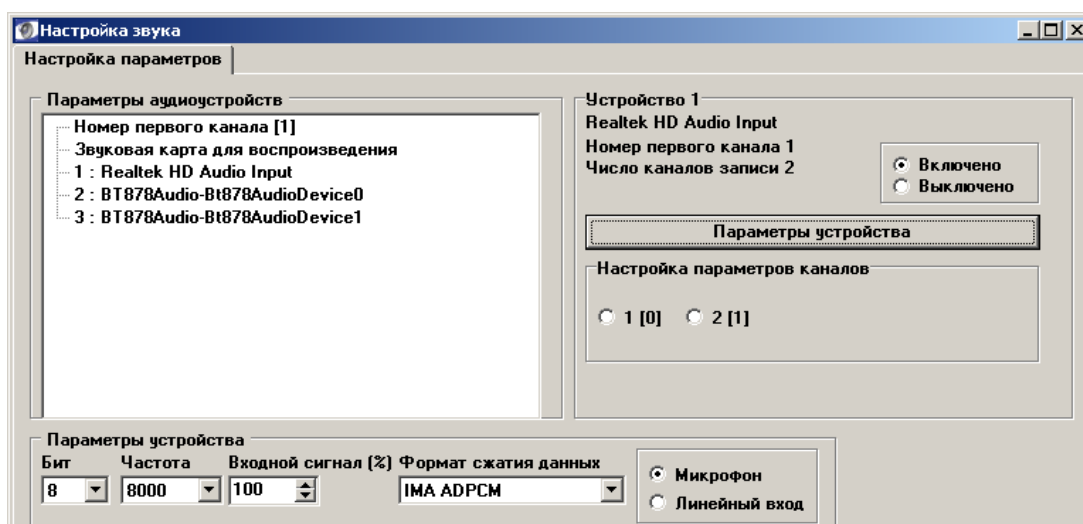 Настройка звука
Настройка параметров
Параметры аудиоустройств
Номер первого канала [1]
Звуковая карта для воспроизведения
1 : Realtek HD Audio Input
2 : BT878Audio-Bt878AudioDevice0
3 : BT878Audio-Bt878AudioDevice1
Устройство 1
Realtek HD Audio Input
Номер первого канала 1
Число каналов записи 2
Включено
Выключено
Параметры устройства
Настройка параметров каналов
1 [0] 2 [1]
Параметры устройства
Бит Частота Входной сигнал (%) Формат сжатия данных
8 8000 100 IMA ADPCM
Микрофон
Линейный вход